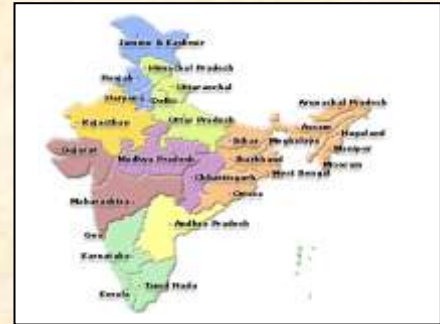 Jammu & Kashmir
Himachal Pradesh
Punjab
Uttaranchal
Haryana
Delhi
Arunachal Pradesh
Rajasthan
Uttar Pradesh
Assam
Nagaland
Bihar
Meghalaya
Manipur
Gujarat
Madhya Pradesh
Jharkhand
Mizoram
West Bengal
Chhattisgarh
Orissa
Maharashtra
Andhra Pradesh
Goa
Karnataka
Tamil Nadu
Kerala